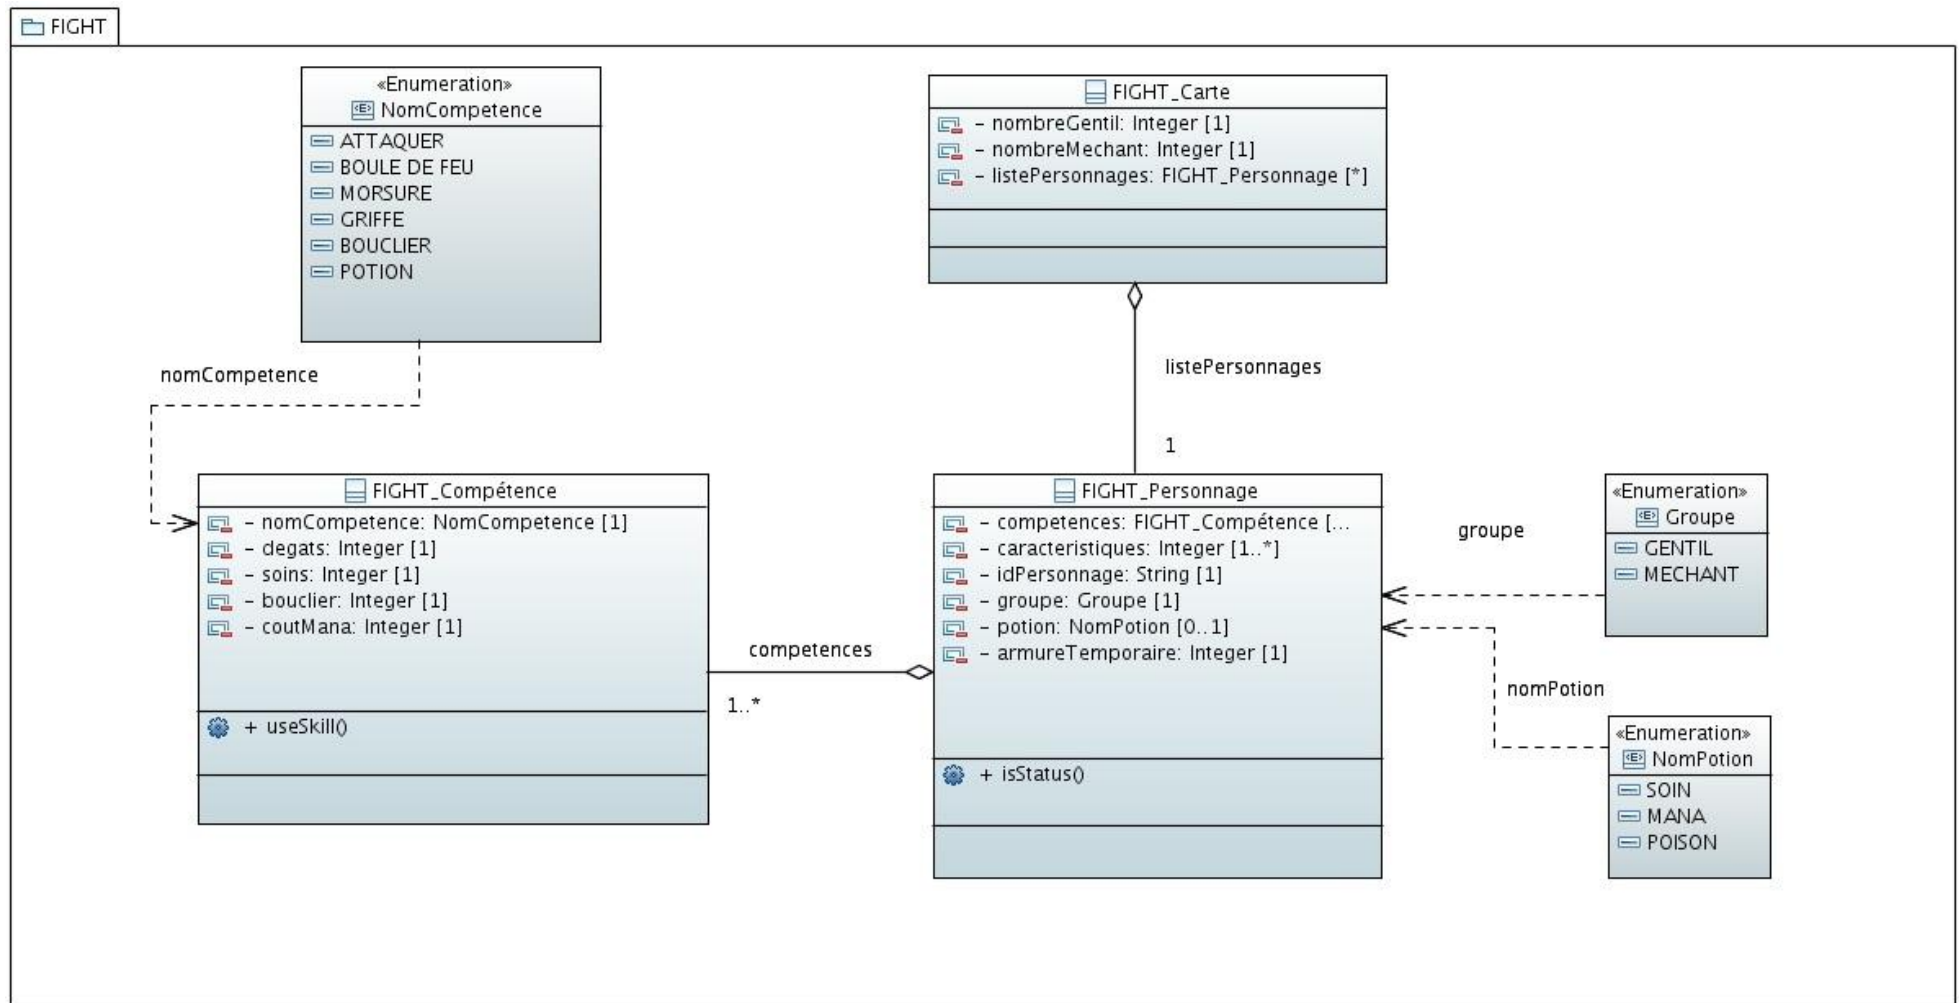 FIGHT
«Enumeration»
NomCompetence
ATTAQUER
BOULE DE FEU
MORSURE
GRIFFE
BOUCLIER
POTION
FIGHT_Carte
– nombreGentil: Integer [1]
– nombreMechant: Integer [1]
– listePersonnages: FIGHT_Personnage [*]
nomCompetence
listePersonnages
1
FIGHT_Compétence
– nomCompetence: NomCompetence [1]
– degats: Integer [1]
– soins: Integer [1]
– bouclier: Integer [1]
– coutMana: Integer [1]
+ useSkill()
competences
1..*
FIGHT_Personnage
– competences: FIGHT_Compétence [...
– caracteristiques: Integer [1..*]
– idPersonnage: String [1]
– groupe: Groupe [1]
– potion: NomPotion [0..1]
– armureTemporaire: Integer [1]
+ isStatus()
groupe
«Enumeration»
Groupe
GENTIL
MECHANT
nomPotion
«Enumeration»
NomPotion
SOIN
MANA
POISON